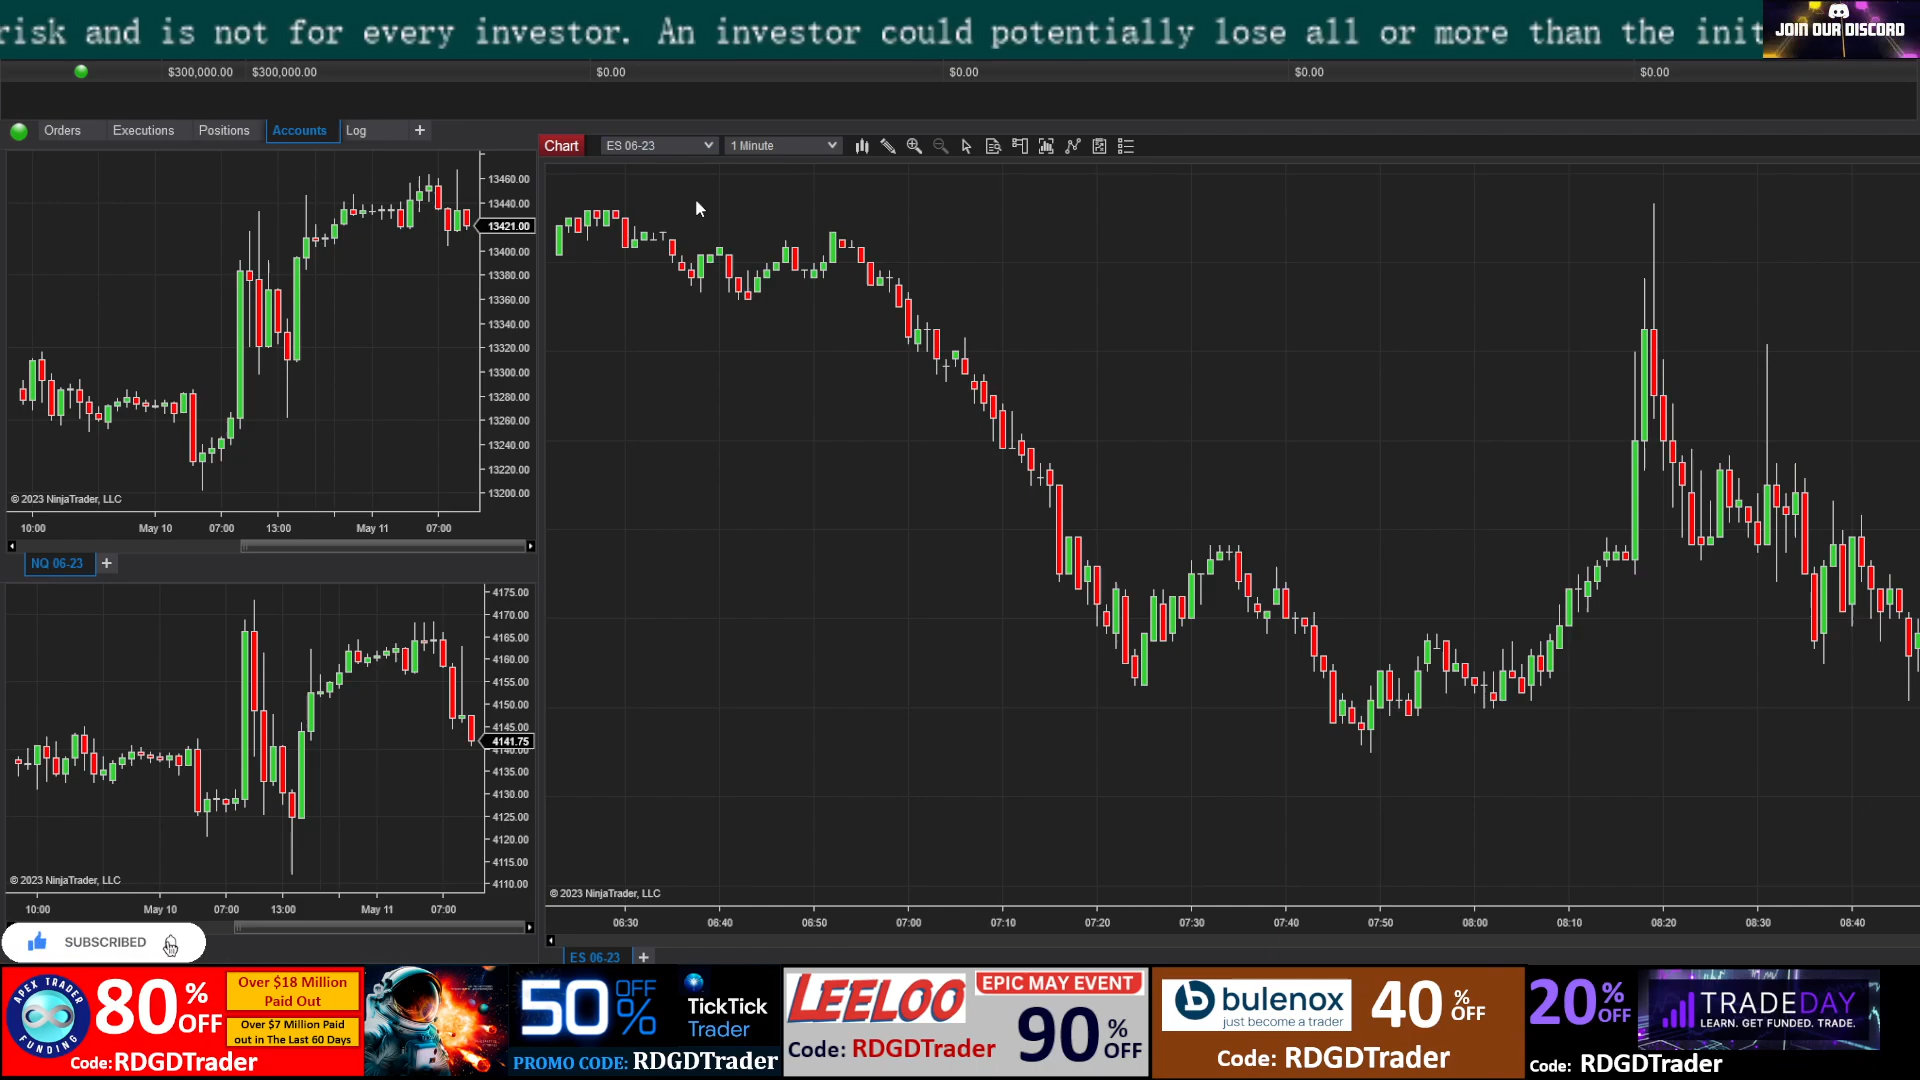 risk and is not for every investor. An investor could potentially lose all or more than the init
JOIN OUR DISCORD
$300,000.00 $300,000.00 $0.00 $0.00 $0.00 $0.00
Orders Executions Positions Accounts Log +
Chart ES 06-23 1 Minute
13460.00
13440.00
13421.00
13400.00
13380.00
13360.00
13340.00
13320.00
13300.00
13280.00
13260.00
13240.00
13220.00
13200.00
© 2023 NinjaTrader, LLC
10:00 May 10 07:00 13:00 May 11 07:00
NQ 06-23 +
4175.00
4170.00
4165.00
4160.00
4155.00
4150.00
4145.00
4141.75
4140.00
4135.00
4130.00
4125.00
4120.00
4115.00
4110.00
© 2023 NinjaTrader, LLC
10:00 May 10 07:00 13:00 May 11 07:00
© 2023 NinjaTrader, LLC
06:30 06:40 06:50 07:00 07:10 07:20 07:30 07:40 07:50 08:00 08:10 08:20 08:30 08:40
ES 06-23 +
SUBSCRIBED
APEX TRADER FUNDING
80% OFF
Over $18 Million
Paid Out
Over $7 Million Paid
out in The Last 60 Days
Code:RDGDTrader
50% OFF
TickTick
Trader
PROMO CODE: RDGDTrader
LEELOO
EPIC MAY EVENT
90% OFF
Code: RDGDTrader
bulenox
just become a trader
40% OFF
Code: RDGDTrader
20% OFF
TRADEDAY
LEARN. GET FUNDED. TRADE.
Code: RDGDTrader